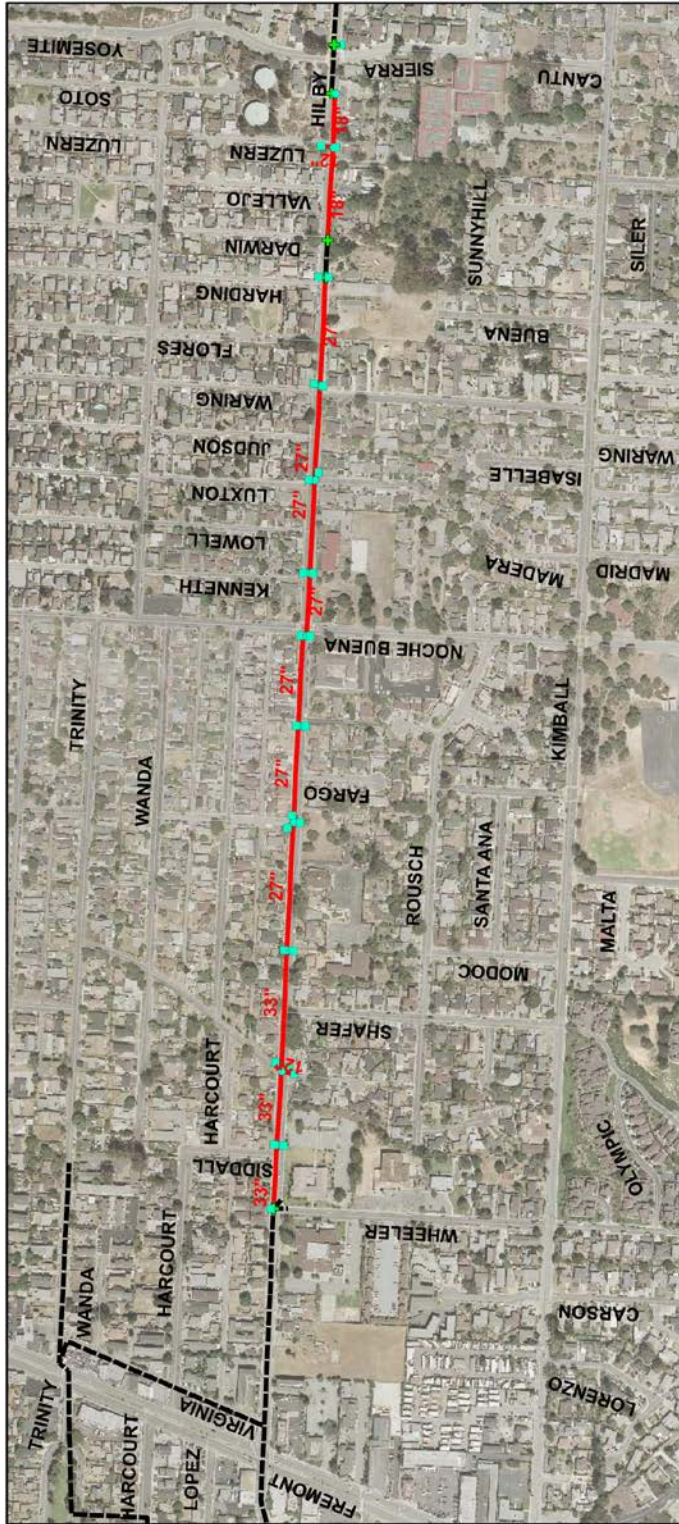 YOSEMITE
SOTO
LUZERN
HILBY
SIERRA
CANTU
LUZERN
18"
12"
VALLEJO
18"
DARWIN
SUNNYHILL
SILER
HARDING
27"
BUENA
FLORES
WARING
JUDSON
27"
ISABELLE
WARING
LUXTON
27"
LOWELL
MADERA
MADRID
KENNETH
27"
NOCHE BUENA
TRINITY
27"
KIMBALL
WANDA
27"
FARGO
ROUSCH
SANTA ANA
27"
MALTA
MODOC
33"
SHAFER
HARCOURT
12"
33"
OLYMPIC
SIDDALL
33"
WHEELER
HARCOURT
WANDA
CARSON
LORENZO
VIRGINIA
TRINITY
HARCOURT
LOPEZ
FREMONT